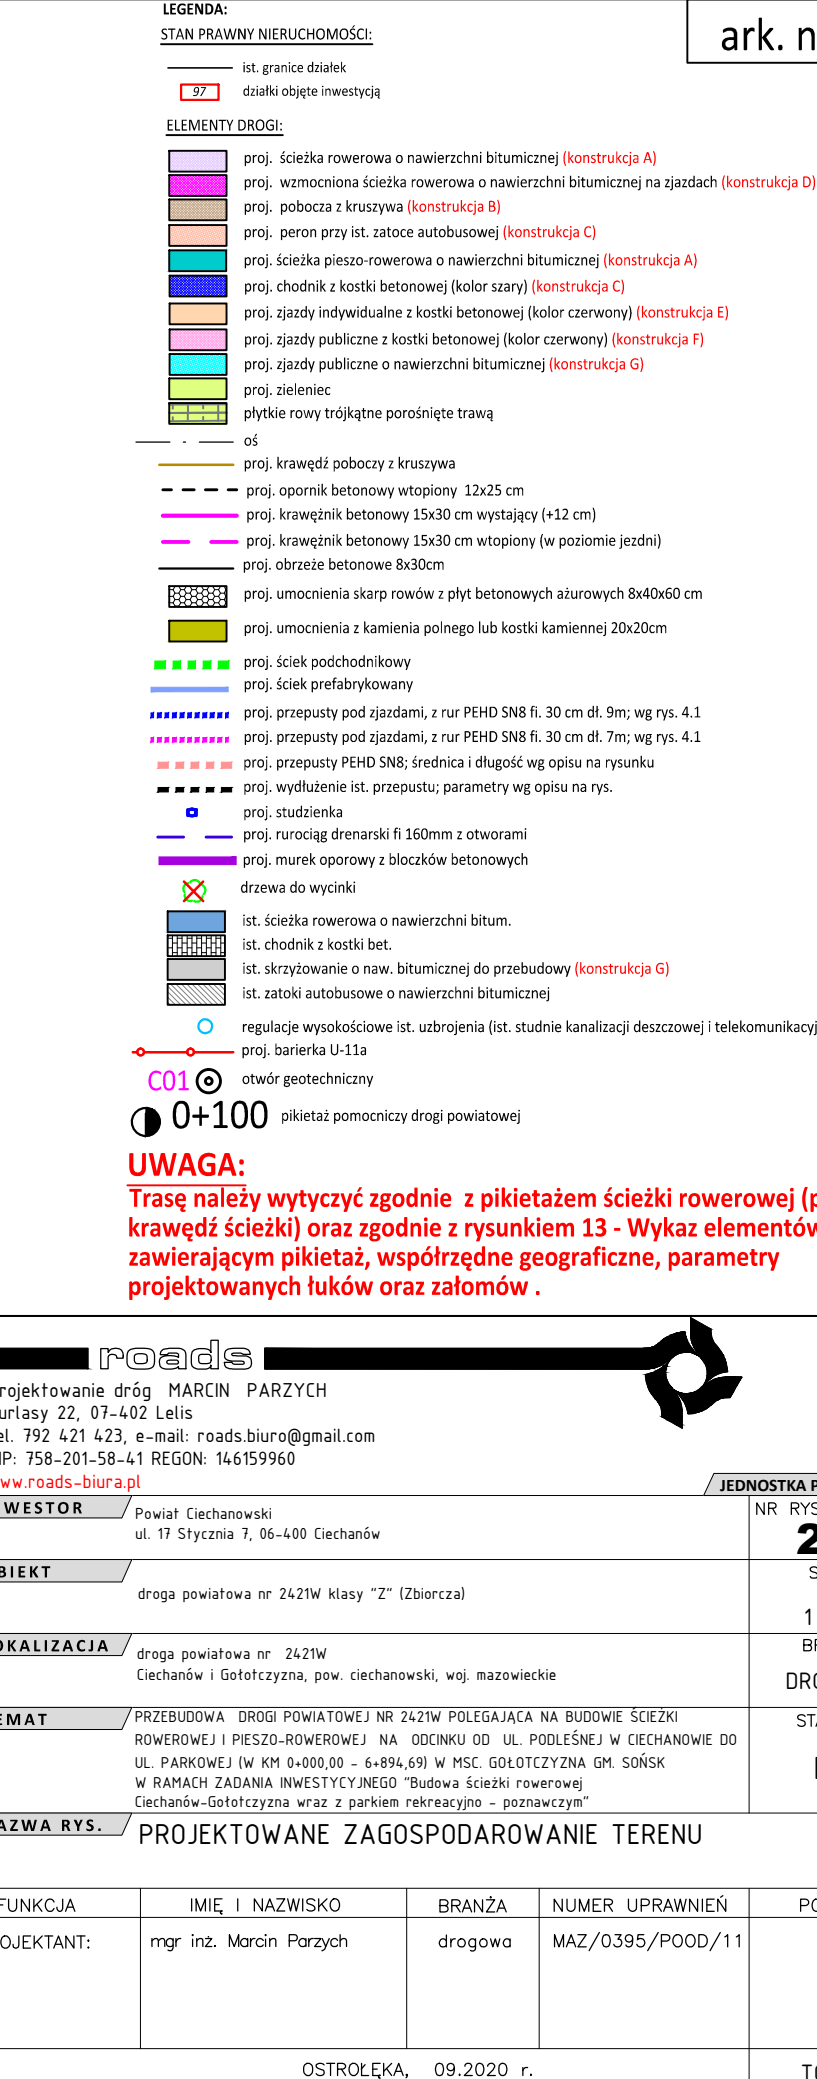 LEGENDA:
ark. n
STAN PRAWNY NIERUCHOMOŚCI:
ist. granice działek
97 działki objęte inwestycją
ELEMENTY DROGI:
proj. ścieżka rowerowa o nawierzchni bitumicznej (konstrukcja A)
proj. wzmocniona ścieżka rowerowa o nawierzchni bitumicznej na zjazdach (konstrukcja D)
proj. pobocza z kruszywa (konstrukcja B)
proj. peron przy ist. zatoce autobusowej (konstrukcja C)
proj. ścieżka pieszo-rowerowa o nawierzchni bitumicznej (konstrukcja A)
proj. chodnik z kostki betonowej (kolor szary) (konstrukcja C)
proj. zjazdy indywidualne z kostki betonowej (kolor czerwony) (konstrukcja E)
proj. zjazdy publiczne z kostki betonowej (kolor czerwony) (konstrukcja F)
proj. zjazdy publiczne o nawierzchni bitumicznej (konstrukcja G)
proj. zieleniec
płytkie rowy trójkątne porośnięte trawą
oś
proj. krawędź poboczy z kruszywa
proj. opornik betonowy wtopiony 12x25 cm
proj. krawężnik betonowy 15x30 cm wystający (+12 cm)
proj. krawężnik betonowy 15x30 cm wtopiony (w poziomie jezdni)
proj. obrzeże betonowe 8x30cm
proj. umocnienia skarp rowów z płyt betonowych ażurowych 8x40x60 cm
proj. umocnienia z kamienia polnego lub kostki kamiennej 20x20cm
proj. ściek podchodnikowy
proj. ściek prefabrykowany
proj. przepusty pod zjazdami, z rur PEHD SN8 fi. 30 cm dł. 9m; wg rys. 4.1
proj. przepusty pod zjazdami, z rur PEHD SN8 fi. 30 cm dł. 7m; wg rys. 4.1
proj. przepusty PEHD SN8; średnica i długość wg opisu na rysunku
proj. wydłużenie ist. przepustu; parametry wg opisu na rys.
proj. studzienka
proj. rurociąg drenarski fi 160mm z otworami
proj. murek oporowy z bloczków betonowych
drzewa do wycinki
ist. ścieżka rowerowa o nawierzchni bitum.
ist. chodnik z kostki bet.
ist. skrzyżowanie o naw. bitumicznej do przebudowy (konstrukcja G)
ist. zatoki autobusowe o nawierzchni bitumicznej
regulacje wysokościowe ist. uzbrojenia (ist. studnie kanalizacji deszczowej i telekomunikacyj
proj. barierka U-11a
C01 otwór geotechniczny
0+100 pikietaż pomocniczy drogi powiatowej
UWAGA:
Trasę należy wytyczyć zgodnie z pikietażem ścieżki rowerowej (p
krawędź ścieżki) oraz zgodnie z rysunkiem 13 - Wykaz elementów
zawierającym pikietaż, współrzędne geograficzne, parametry
projektowanych łuków oraz załomów .
roads
rojektowanie dróg MARCIN PARZYCH
urlasy 22, 07-402 Lelis
el. 792 421 423, e-mail: roads.biuro@gmail.com
IP: 758-201-58-41 REGON: 146159960
ww.roads-biura.pl
JEDNOSTKA P
WESTOR
Powiat Ciechanowski
ul. 17 Stycznia 7, 06-400 Ciechanów
NR RYS
2
BIEKT
droga powiatowa nr 2421W klasy "Z" (Zbiorcza)
S
1
OKALIZACJA
droga powiatowa nr 2421W
Ciechanów i Gołotczyzna, pow. ciechanowski, woj. mazowieckie
BR
DRO
EMAT
PRZEBUDOWA DROGI POWIATOWEJ NR 2421W POLEGAJĄCA NA BUDOWIE ŚCIEŻKI
ROWEROWEJ I PIESZO-ROWEROWEJ NA ODCINKU OD UL. PODLEŚNEJ W CIECHANOWIE DO
UL. PARKOWEJ (W KM 0+000,00 - 6+894,69) W MSC. GOŁOTCZYZNA GM. SOŃSK
W RAMACH ZADANIA INWESTYCYJNEGO "Budowa ścieżki rowerowej
Ciechanów-Gołotczyzna wraz z parkiem rekreacyjno - poznawczym"
STA
AZWA RYS.
PROJEKTOWANE ZAGOSPODAROWANIE TERENU
FUNKCJA IMIĘ I NAZWISKO BRANŻA NUMER UPRAWNIEŃ PO
OJEKTANT: mgr inż. Marcin Parzych drogowa MAZ/0395/POOD/11
OSTROŁĘKA, 09.2020 r.
TO